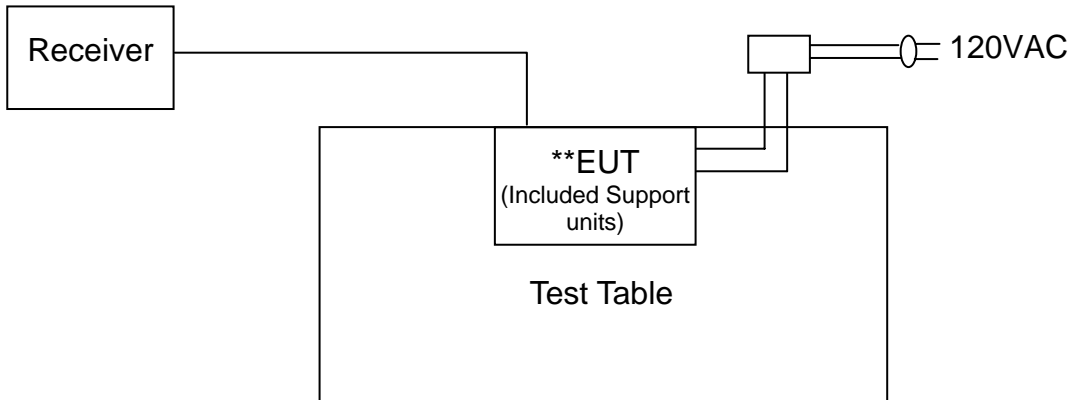 Receiver
120VAC
**EUT
(Included Support
units)
Test Table